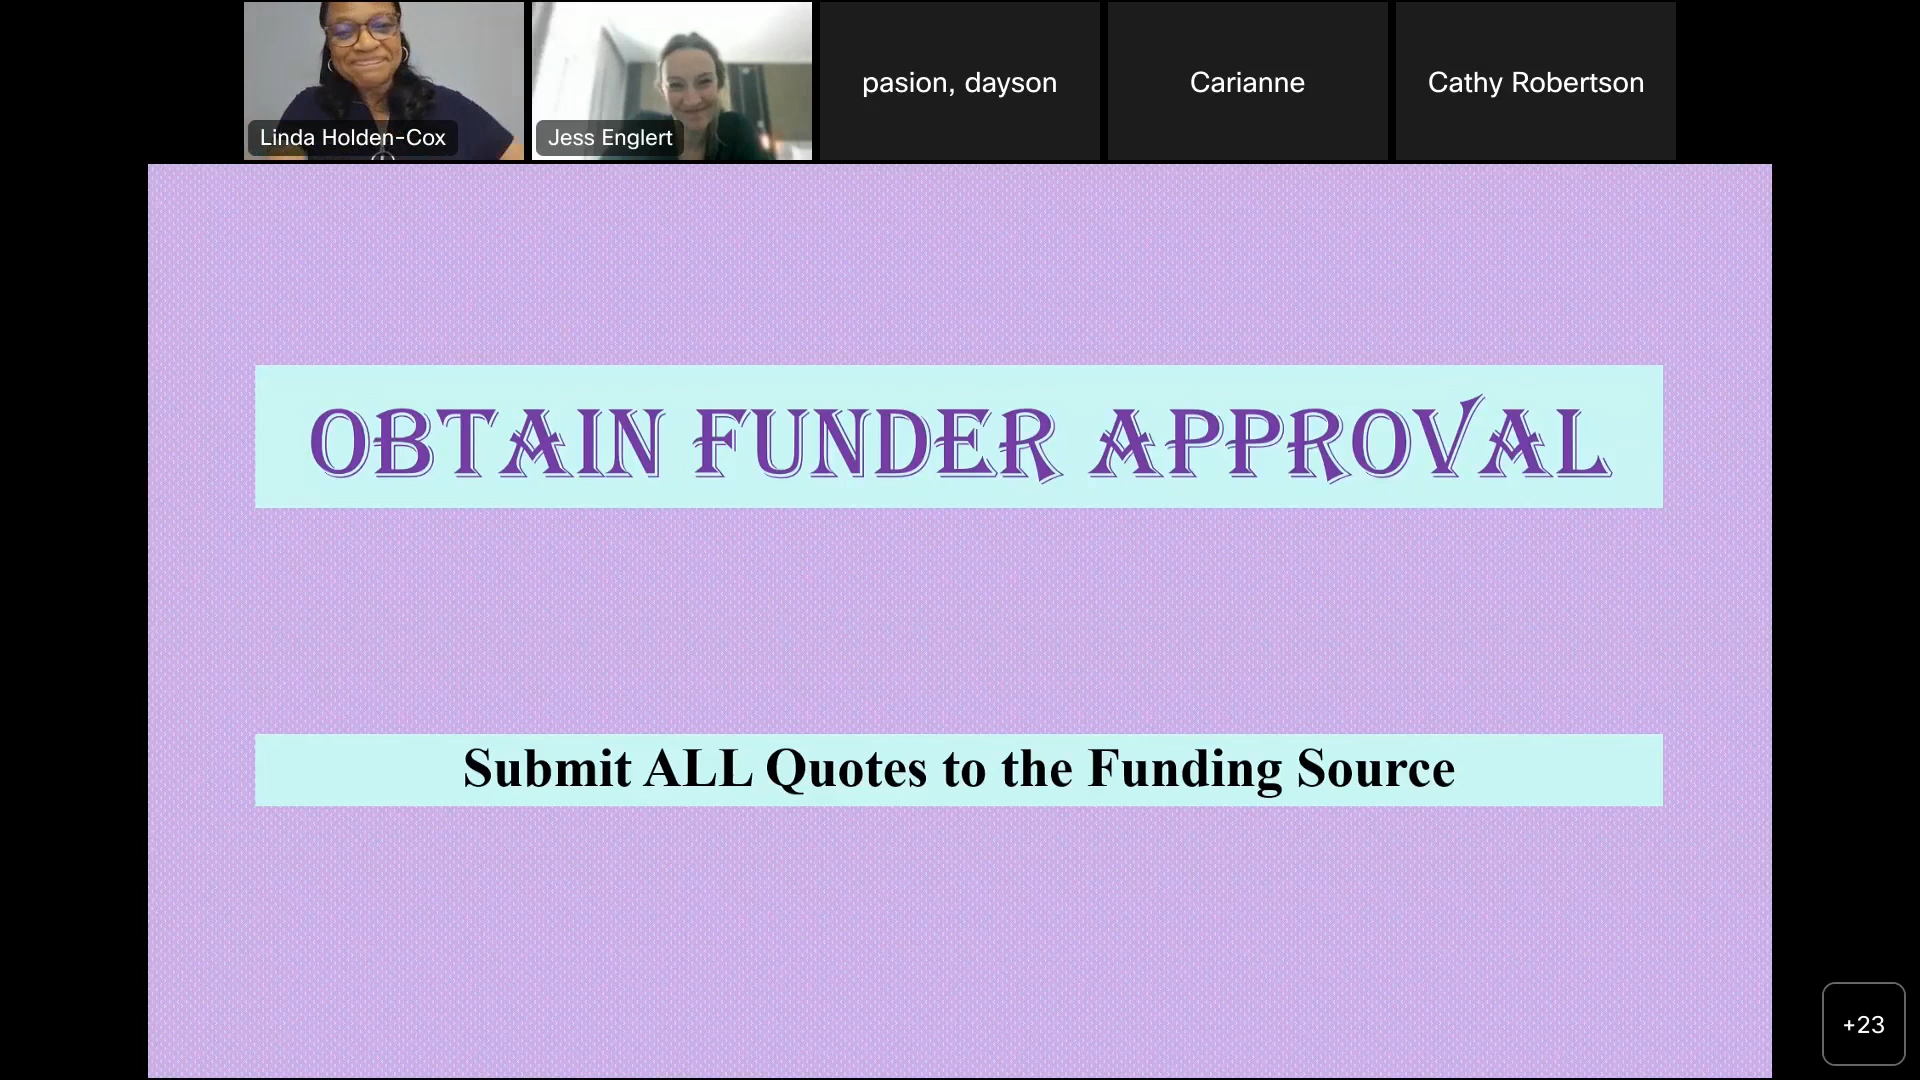 Linda Holden-Cox
Jess Englert
pasion, dayson
Carianne
Cathy Robertson
OBTAIN FUNDER APPROVAL
Submit ALL Quotes to the Funding Source
+23